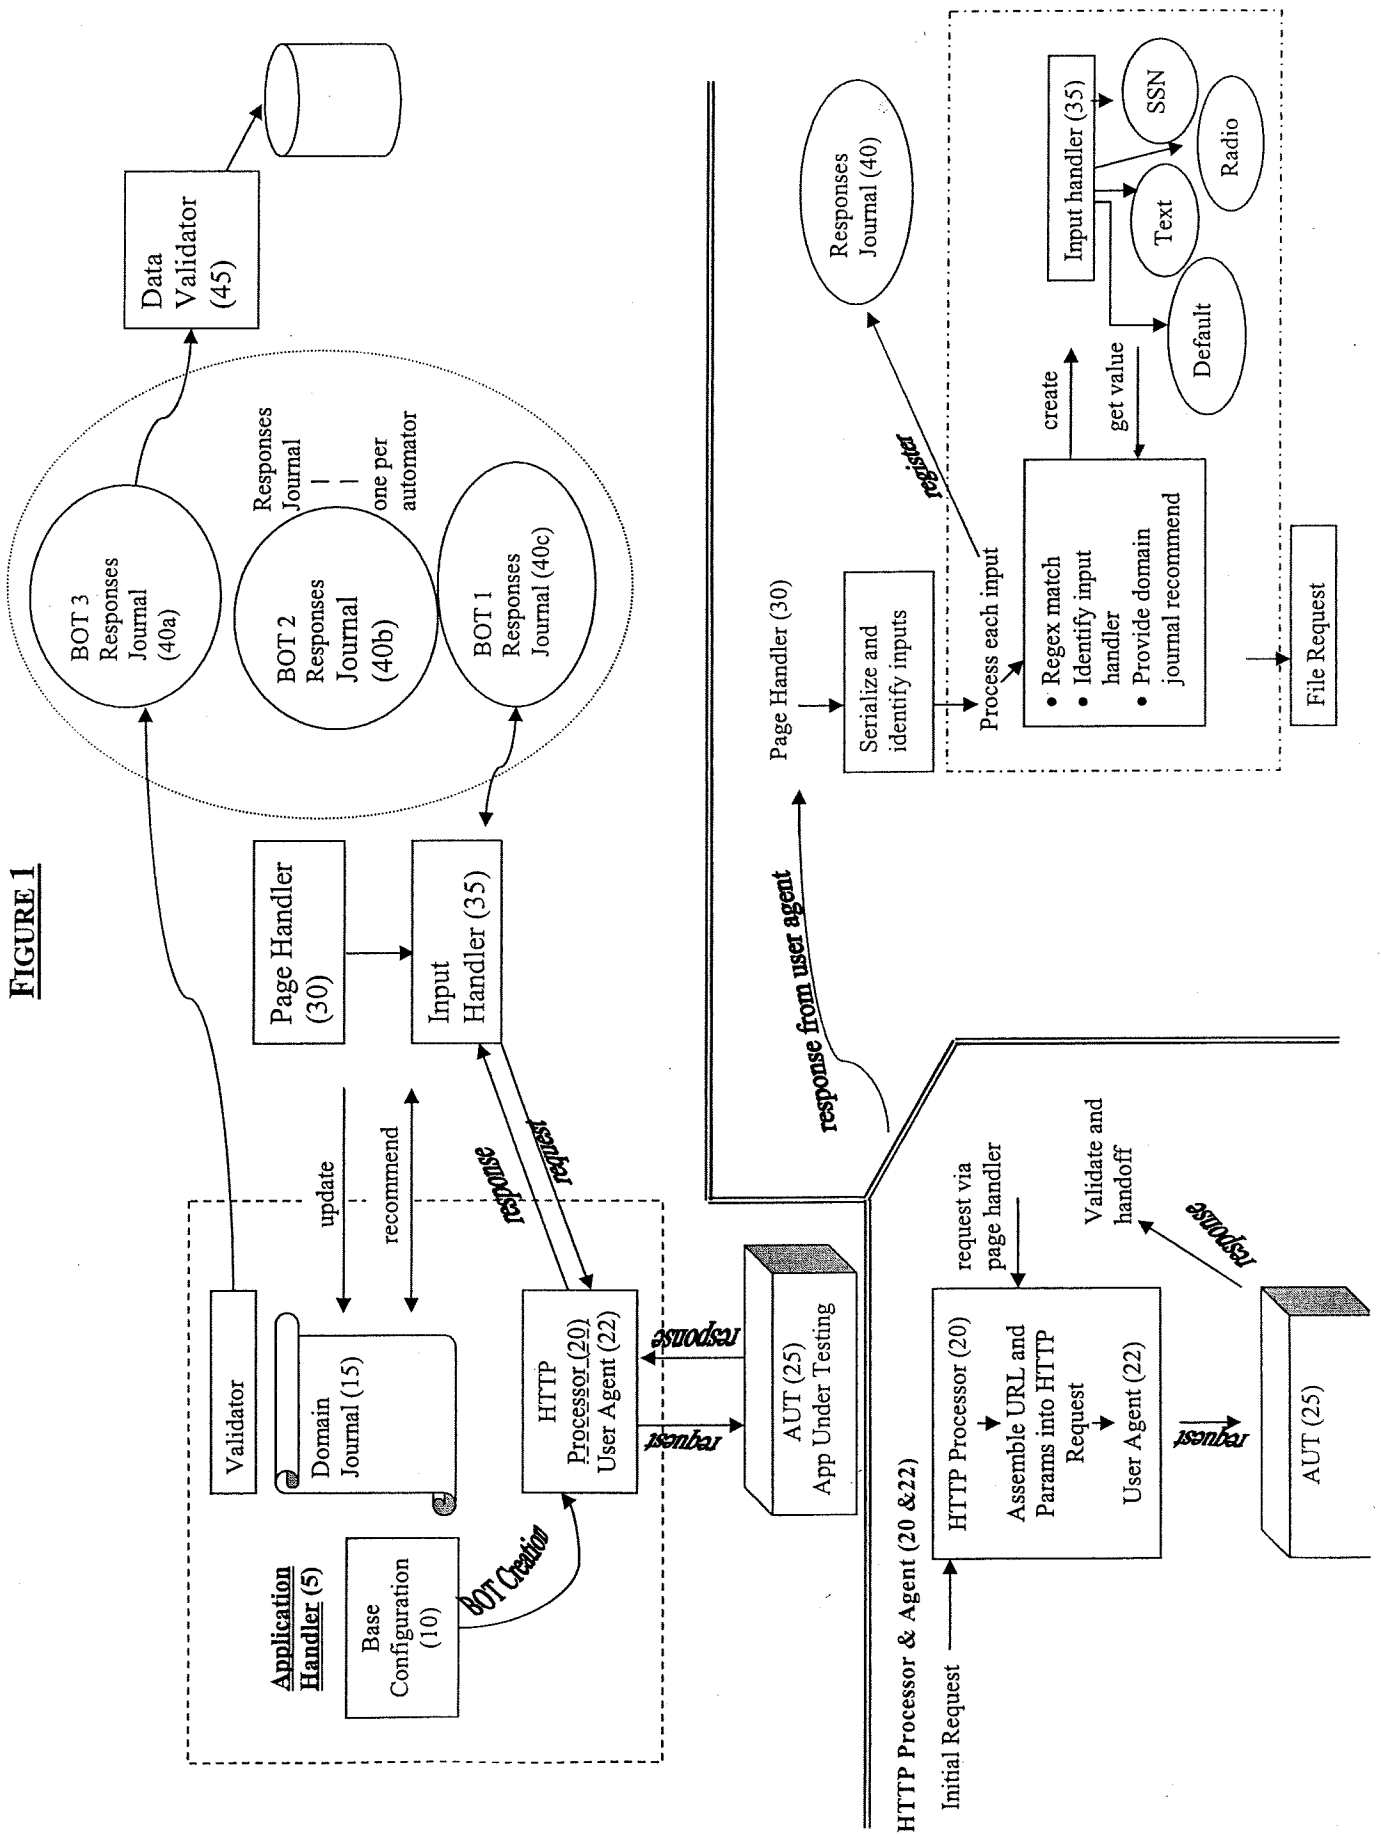 FIGURE 1
Application
Handler (5)
Base
Configuration
(10)
BOT Creation
Validator
Domain
Journal (15)
HTTP
Processor (20)
User Agent (22)
update
recommend
response
request
request
response
AUT (25)
App Under Testing
Page Handler
(30)
Input
Handler (35)
BOT 3
Responses
Journal
(40a)
BOT 2
Responses
Journal
(40b)
BOT 1
Responses
Journal (40c)
Responses
Journal
one per
automator
Data
Validator
(45)
HTTP Processor & Agent (20 &22)
Initial Request
HTTP Processor (20)
Assemble URL and
Params into HTTP
Request
User Agent (22)
request via
page handler
request
AUT (25)
response
Validate and
handoff
response from user agent
Page Handler (30)
Serialize and
identify inputs
Process each input
register
Responses
Journal (40)
• Regex match
• Identify input
handler
• Provide domain
journal recommend
create
get value
Input handler (35)
Default
Text
Radio
SSN
File Request